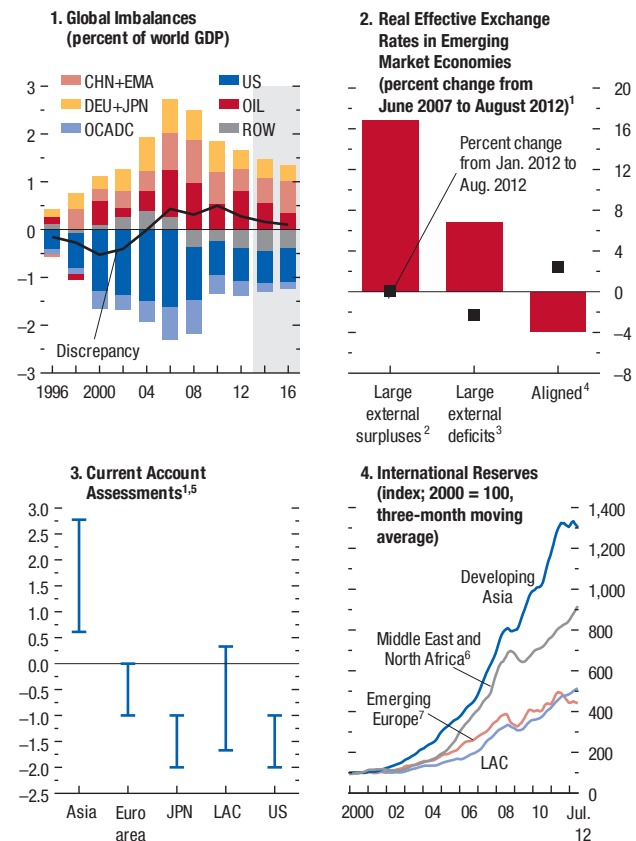 1. Global Imbalances
(percent of world GDP)
CHN+EMA
US
DEU+JPN
OIL
OCADC
ROW
3
2
1
0
–1
–2
–3
Discrepancy
1996
2000
04
06
08
10
12
14
16
2. Real Effective Exchange
Rates in Emerging
Market Economies
(percent change from
June 2007 to August 2012)1
Percent change
from Jan. 2012 to
Aug. 2012
20
16
12
8
4
0
–4
–8
Large
external
surpluses2
Large
external
deficits3
Aligned4
3. Current Account
Assessments1,5
3.0
2.5
2.0
1.5
1.0
0.5
0.0
–0.5
–1.0
–1.5
–2.0
–2.5
Asia
Euro
area
JPN
LAC
US
4. International Reserves
(index; 2000 = 100,
three-month moving
average)
Developing
Asia
Middle East and
North Africa6
Emerging
Europe7
LAC
1,400
1,200
1,000
800
600
400
200
0
2000
02
04
06
08
10
Jul.
12